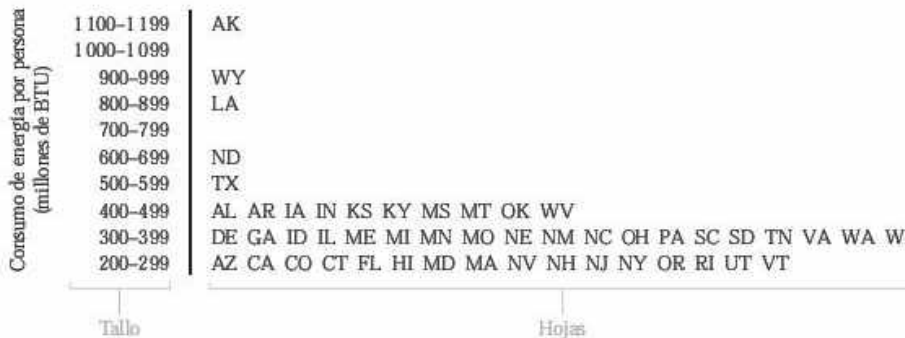 Consumo de energía por persona
(millones de BTU)
1100–1199 AK
1000–1099
900–999 WY
800–899 LA
700–799
600–699 ND
500–599 TX
400–499 AL AR IA IN KS KY MS MT OK WV
300–399 DE GA ID IL ME MI MN MO NE NM NC OH PA SC SD TN VA WA
200–299 AZ CA CO CT FL HI MD MA NV NH NJ NY OR RI UT VT
Tallo Hojas